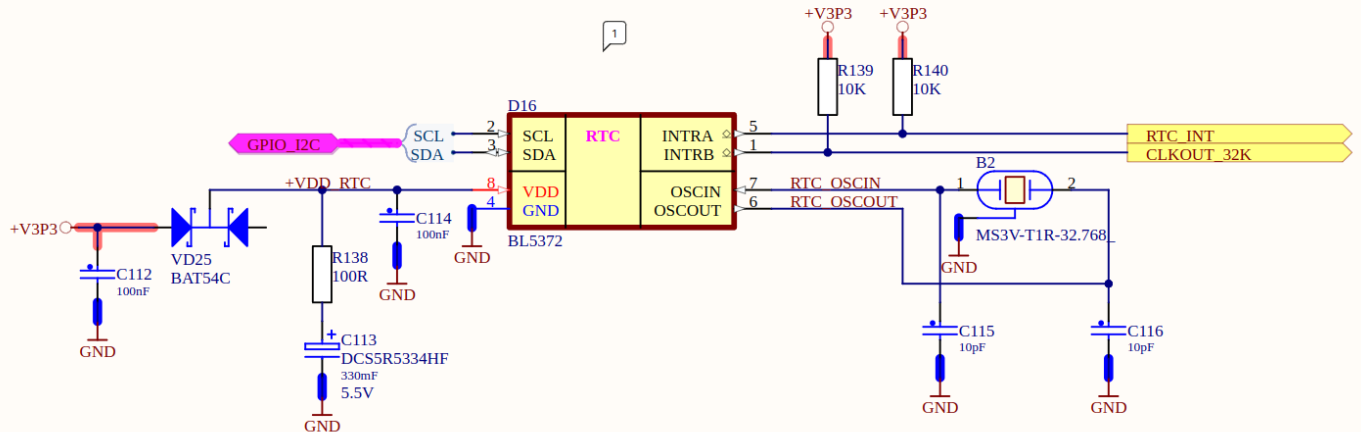 1
+V3P3
+V3P3
R139
10K
R140
10K
D16
GPIO_I2C
SCL
SDA
2
3
SCL
SDA
RTC
INTRA
INTRB
5
1
RTC_INT
CLKOUT_32K
+VDD_RTC
8
4
VDD
GND
OSCIN
OSCOUT
7
6
RTC_OSCIN
RTC_OSCOUT
B2
1
2
MS3V-T1R-32.768_
GND
BL5372
GND
+V3P3
VD25
BAT54C
C112
100nF
GND
C114
100nF
GND
R138
100R
C113
DCS5R5334HF
330mF
5.5V
GND
C115
10pF
GND
C116
10pF
GND